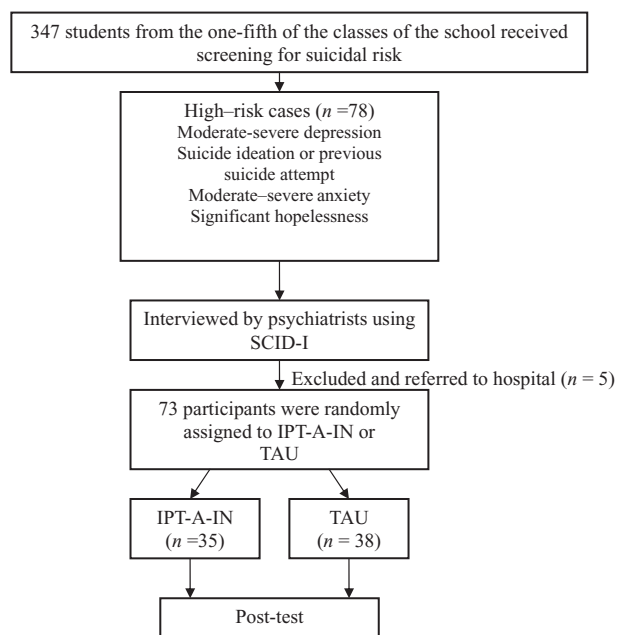 347 students from the one-fifth of the classes of the school received
screening for suicidal risk
High–risk cases (n =78)
Moderate-severe depression
Suicide ideation or previous
suicide attempt
Moderate–severe anxiety
Significant hopelessness
Interviewed by psychiatrists using
SCID-I
Excluded and referred to hospital (n = 5)
73 participants were randomly
assigned to IPT-A-IN or
TAU
IPT-A-IN
(n =35)
TAU
(n = 38)
Post-test